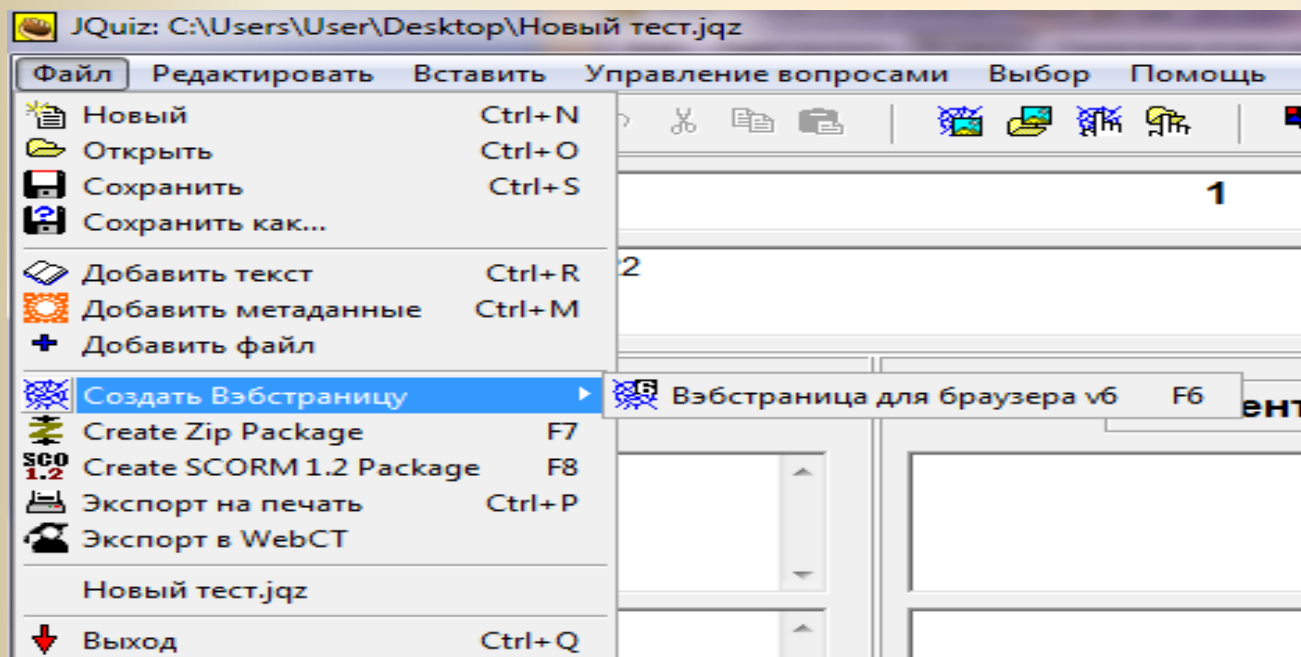 JQuiz: C:\Users\User\Desktop\Новый тест.jqz
Файл Редактировать Вставить Управление вопросами Выбор Помощь
Новый Ctrl+N
Открыть Ctrl+O
Сохранить Ctrl+S
1
Сохранить как...
Добавить текст Ctrl+R
2
Добавить метаданные Ctrl+M
Добавить файл
Создать Вэбстраницу
Вэбстраница для браузера v6 F6
Create Zip Package F7
SCO 1.2 Create SCORM 1.2 Package F8
Экспорт на печать Ctrl+P
Экспорт в WebCT
Новый тест.jqz
Выход Ctrl+Q